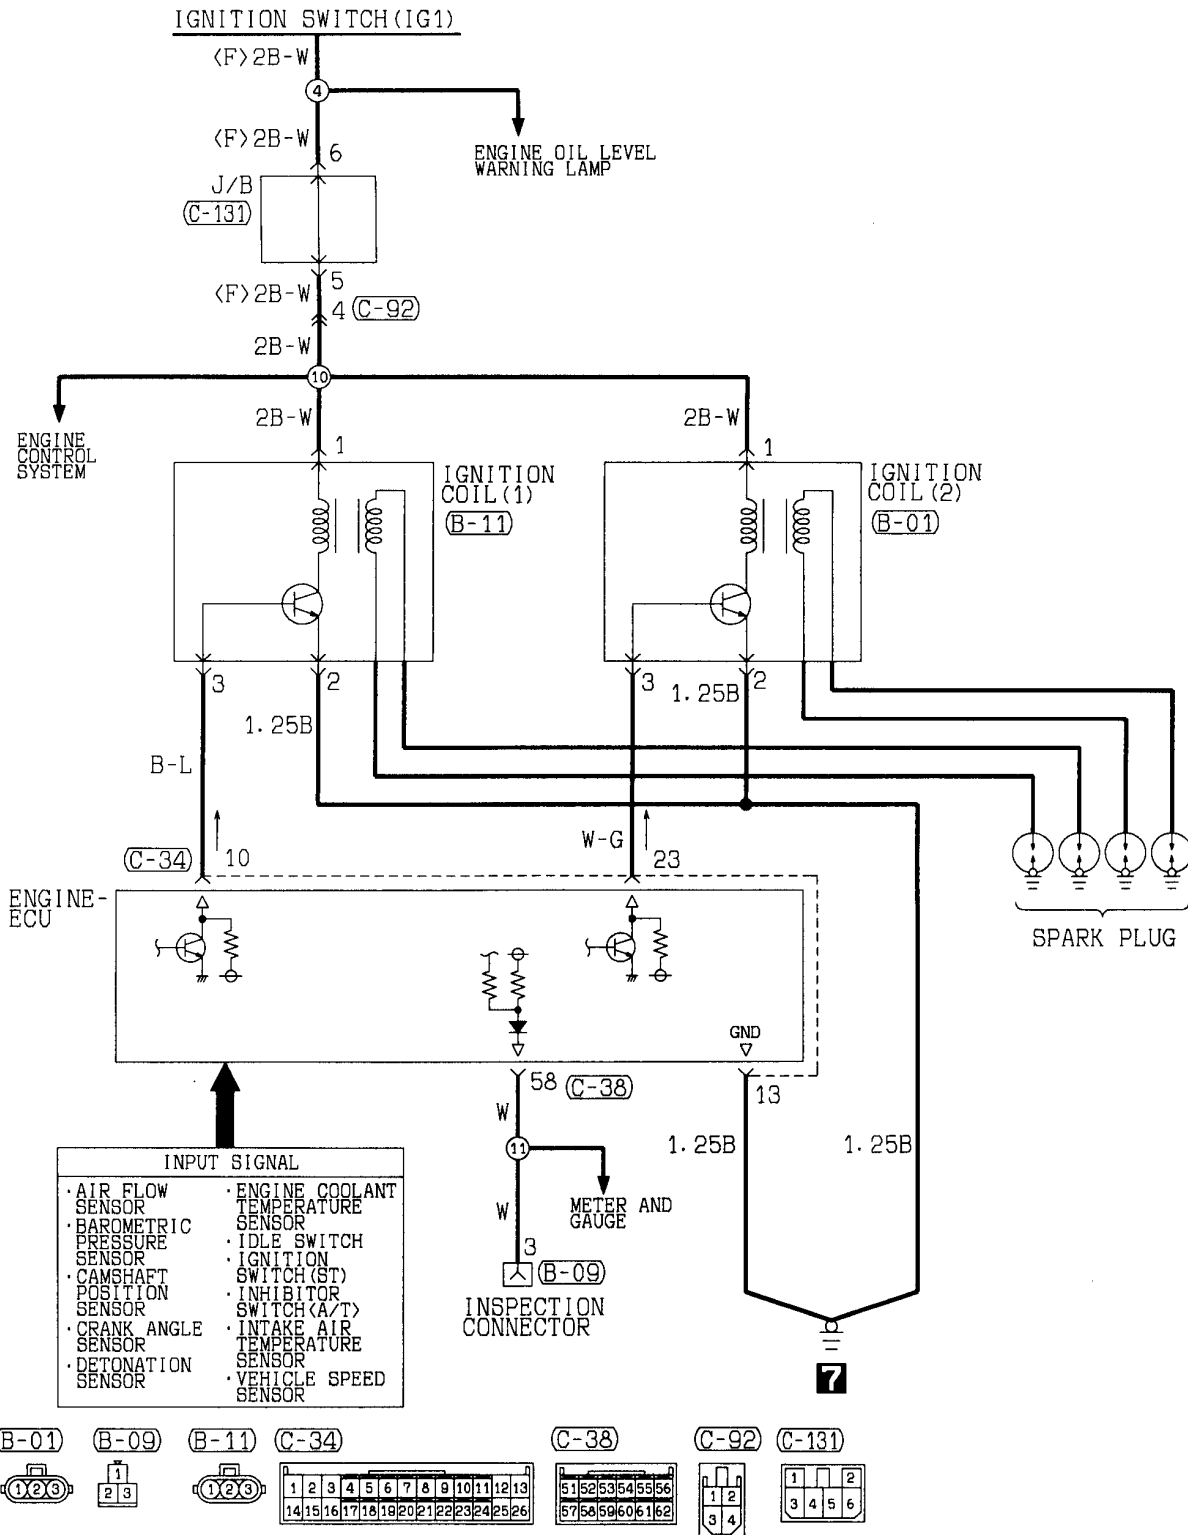 IGNITION SWITCH(IG1)
<F>2B-W
4
<F>2B-W
6
ENGINE OIL LEVEL
WARNING LAMP
J/B
C-131
5
<F>2B-W
4
C-92
2B-W
10
2B-W
2B-W
ENGINE
CONTROL
SYSTEM
1
1
IGNITION
COIL(1)
B-11
IGNITION
COIL(2)
B-01
3
2
3
1.25B
2
1.25B
B-L
W-G
C-34
10
23
ENGINE-
ECU
SPARK PLUG
GND
58
C-38
13
W
11
1.25B
1.25B
METER AND
GAUGE
W
3
B-09
INSPECTION
CONNECTOR
7
INPUT SIGNAL
·AIR FLOW
SENSOR
·BAROMETRIC
PRESSURE
SENSOR
·CAMSHAFT
POSITION
SENSOR
·CRANK ANGLE
SENSOR
·DETONATION
SENSOR
·ENGINE COOLANT
TEMPERATURE
SENSOR
·IDLE SWITCH
·IGNITION
SWITCH(ST)
·INHIBITOR
SWITCH<A/T>
·INTAKE AIR
TEMPERATURE
SENSOR
·VEHICLE SPEED
SENSOR
B-01
1 2 3
B-09
1
2 3
B-11
1 2 3
C-34
1 2 3 4 5 6 7 8 9 10 11 12 13
14 15 16 17 18 19 20 21 22 23 24 25 26
C-38
51 52 53 54 55 56
57 58 59 60 61 62
C-92
1 2
3 4
C-131
1 2
3 4 5 6